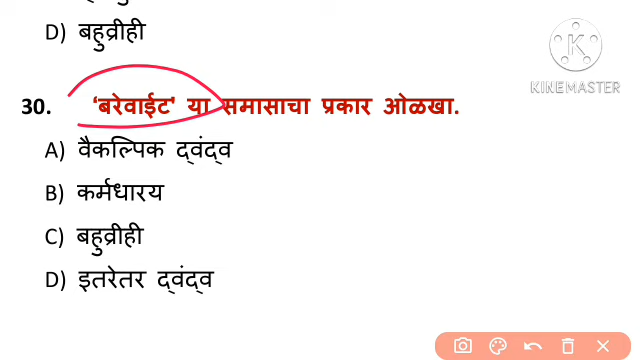 D) बहुव्रीही
30. 'बरेवाईट' या समासाचा प्रकार ओळखा.
A) वैकल्पिक द्वंद्व
B) कर्मधारय
C) बहुव्रीही
D) इतरेतर द्वंद्व
K
KINEMASTER